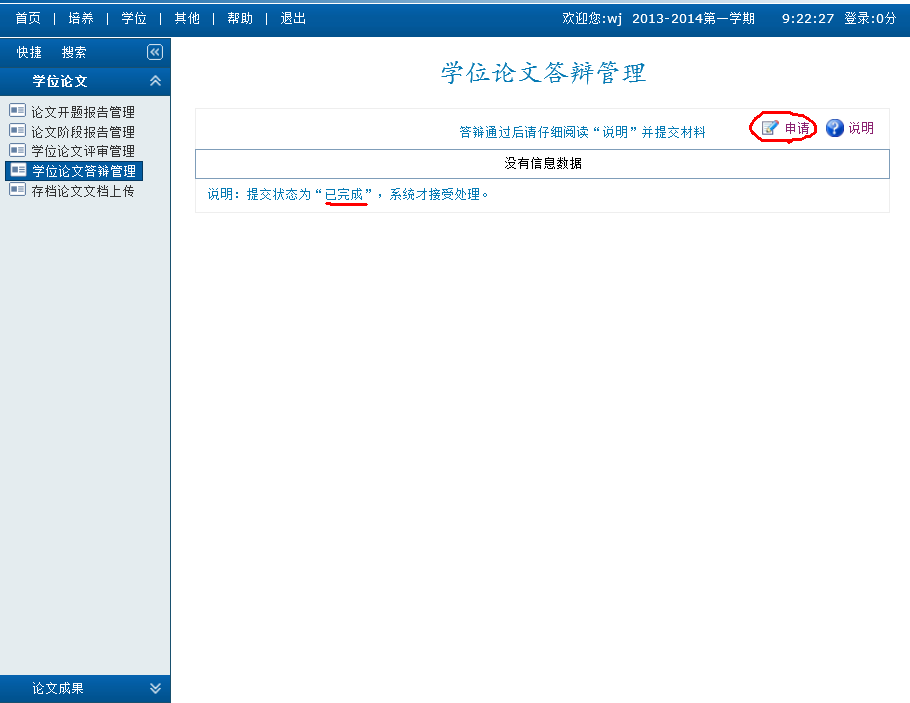 首页 | 培养 | 学位 | 其他 | 帮助 | 退出 欢迎您:wj 2013-2014第一学期 9:22:27 登录:0分
快捷 搜索
学位论文
论文开题报告管理
论文阶段报告管理
学位论文评审管理
学位论文答辩管理
存档论文文档上传
论文成果
学位论文答辩管理
答辩通过后请仔细阅读“说明”并提交材料 申请 说明
没有信息数据
说明：提交状态为“已完成”，系统才接受处理。